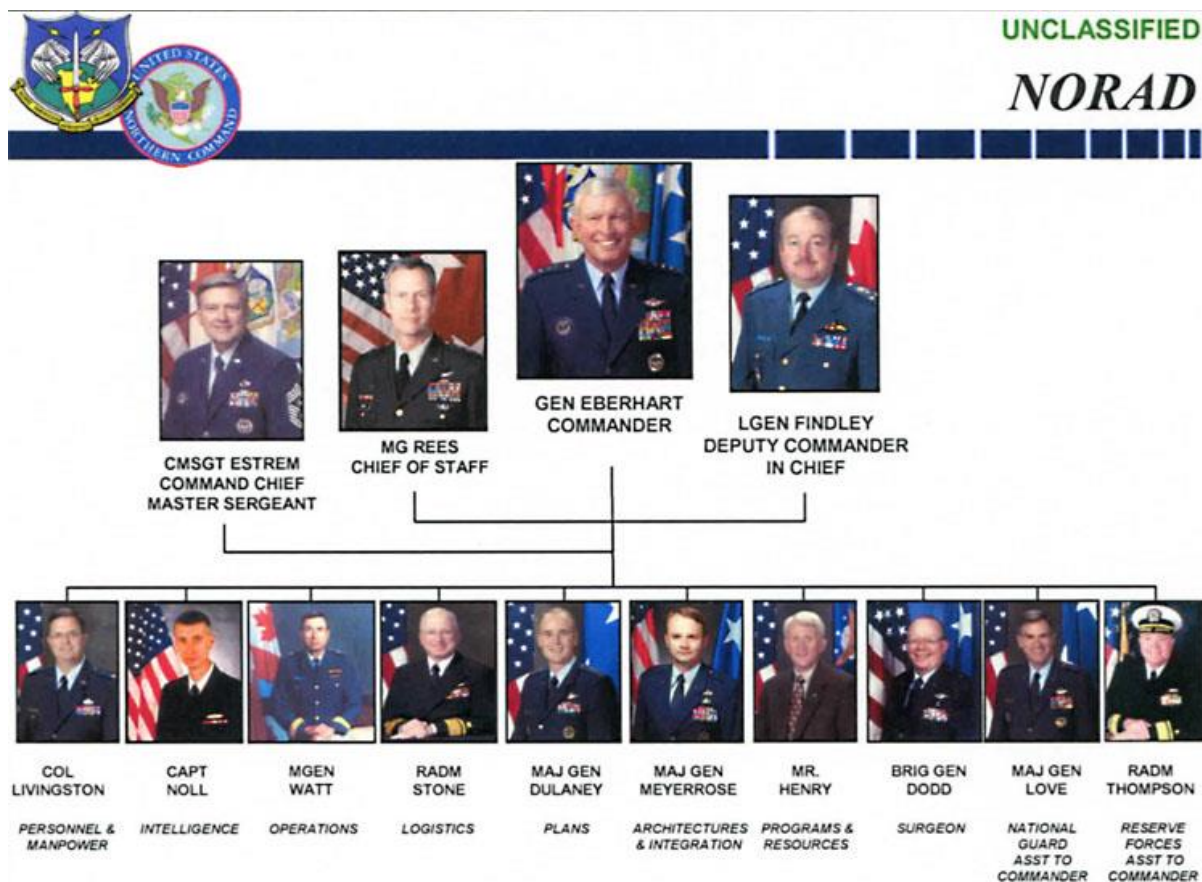 UNCLASSIFIED
NORAD
UNITED STATES
NORTHERN COMMAND
GEN EBERHART
COMMANDER
LGEN FINDLEY
DEPUTY COMMANDER
IN CHIEF
MG REES
CHIEF OF STAFF
CMSGT ESTREM
COMMAND CHIEF
MASTER SERGEANT
COL
LIVINGSTON
PERSONNEL &
MANPOWER
CAPT
NOLL
INTELLIGENCE
MGEN
WATT
OPERATIONS
RADM
STONE
LOGISTICS
MAJ GEN
DULANEY
PLANS
MAJ GEN
MEYERROSE
ARCHITECTURES
& INTEGRATION
MR.
HENRY
PROGRAMS &
RESOURCES
BRIG GEN
DODD
SURGEON
MAJ GEN
LOVE
NATIONAL
GUARD
ASST TO
COMMANDER
RADM
THOMPSON
RESERVE
FORCES
ASST TO
COMMANDER